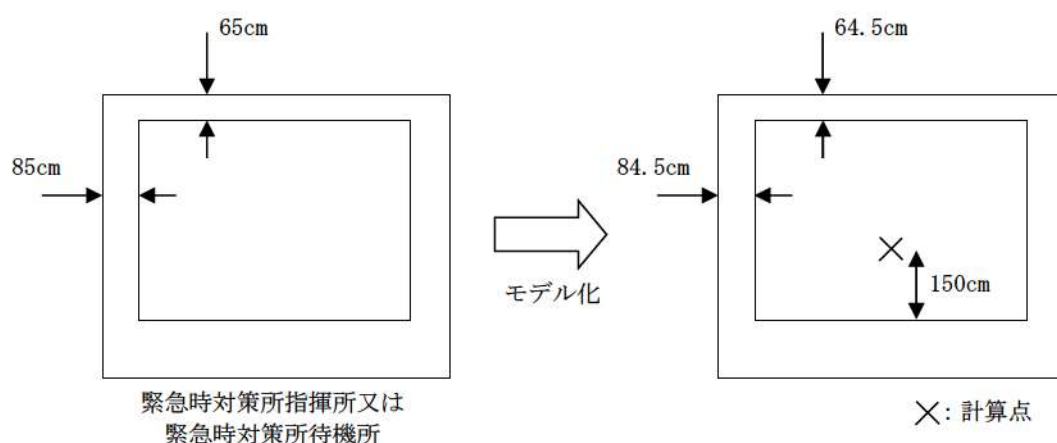 65cm
64.5cm
85cm
84.5cm
モデル化
150cm
緊急時対策所指揮所又は
緊急時対策所待機所
: 計算点